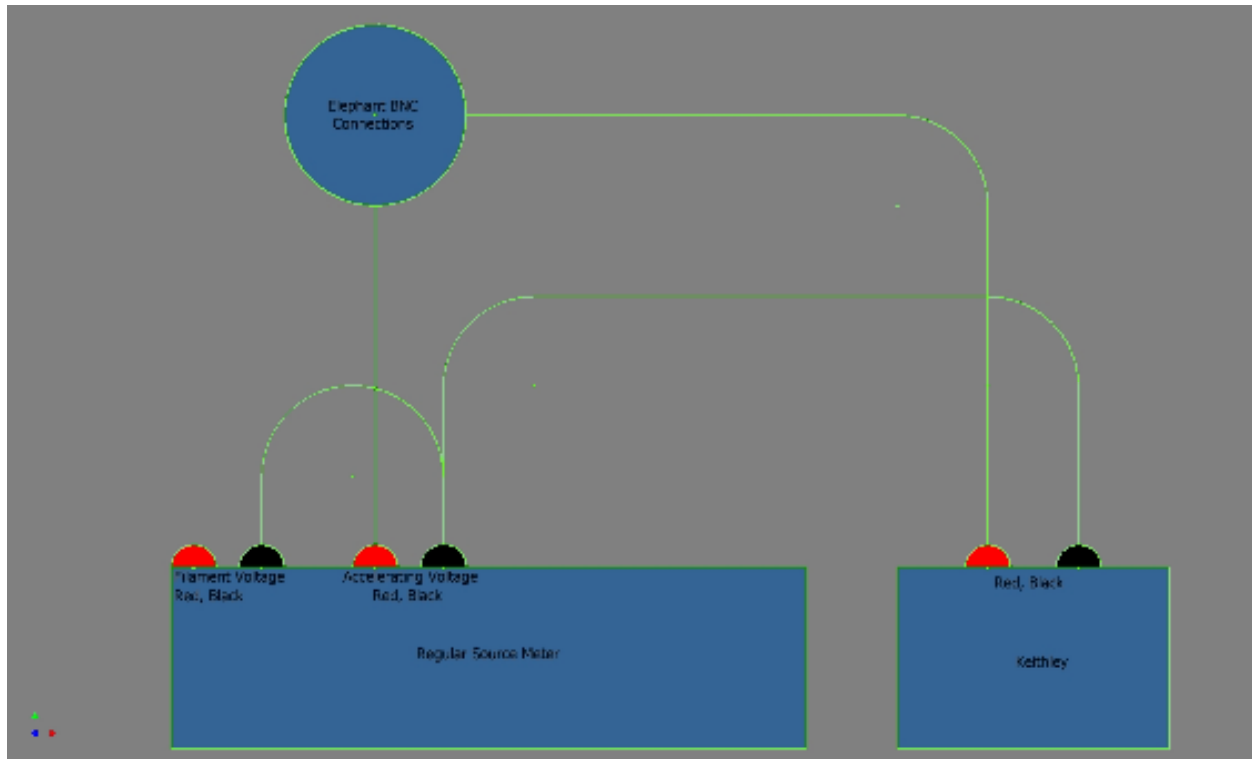 Elephant BNC
Connections
Filament Voltage
Red, Black
Accelerating Voltage
Red, Black
Regular Source Meter
Red, Black
Keithley